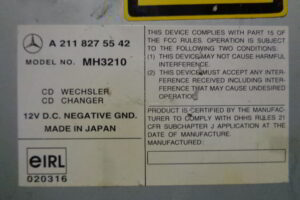 A 211 827 55 42
MODEL NO. MH3210
CD WECHSLER
CD CHANGER
12V D.C. NEGATIVE GND.
MADE IN JAPAN
eIRL
020316
THIS DEVICE COMPLIES WITH PART 15 OF
THE FCC RULES. OPERATION IS SUBJECT
TO THE FOLLOWING TWO CONDITIONS:
(1) THIS DEVICE MAY NOT CAUSE HARMFUL
INTERFERENCE.
(2) THIS DEVICE MUST ACCEPT ANY INTER-
FERENCE RECEIVED INCLUDING INTER-
FERENCE THAT MAY CAUSE UNDESIRED
OPERATION.
PRODUCT IS CERTIFIED BY THE MANUFAC-
TURER TO COMPLY WITH DHHS RULES 21
CFR SUBCHAPTER J APPLICATION AT THE
DATE OF MANUFACTURE.
MANUFACTURED: